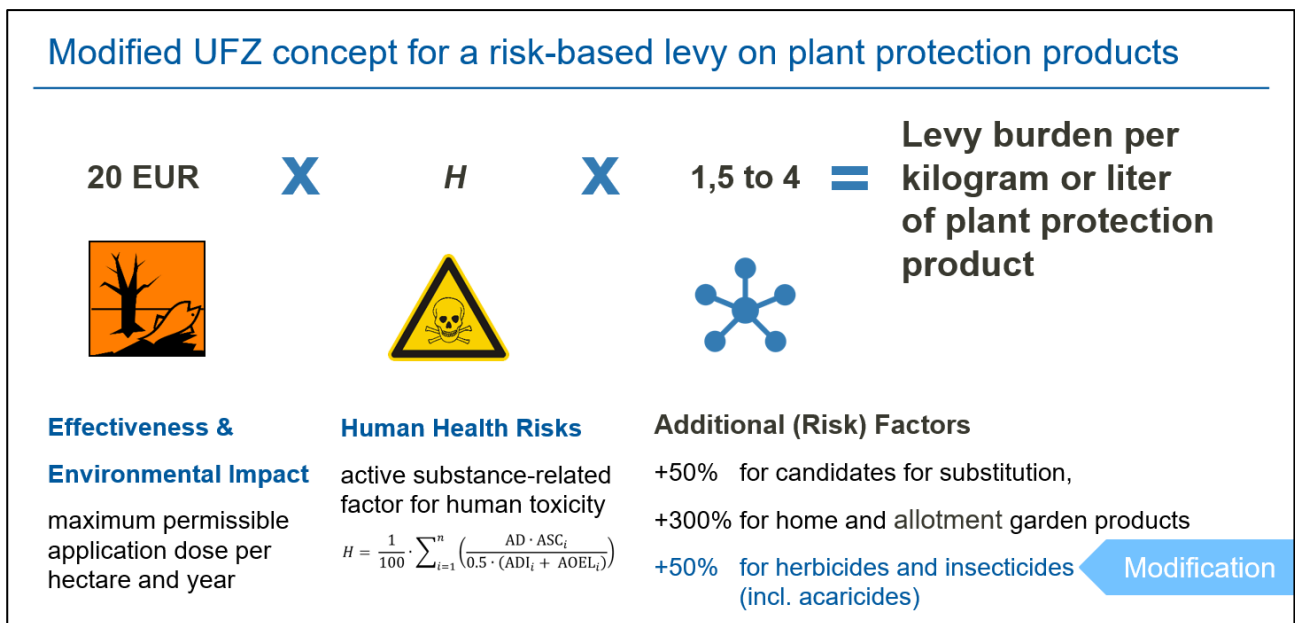 Modified UFZ concept for a risk-based levy on plant protection products
20 EUR X H X 1,5 to 4 = Levy burden per
kilogram or liter
of plant protection
product
Effectiveness &
Environmental Impact
maximum permissible
application dose per
hectare and year
Human Health Risks
active substance-related
factor for human toxicity
H = 1/100 · ∑ⁿᵢ₌₁ (AD · ASCᵢ / 0.5 · (ADIᵢ + AOELᵢ))
Additional (Risk) Factors
+50% for candidates for substitution,
+300% for home and allotment garden products
+50% for herbicides and insecticides
(incl. acaricides)
Modification